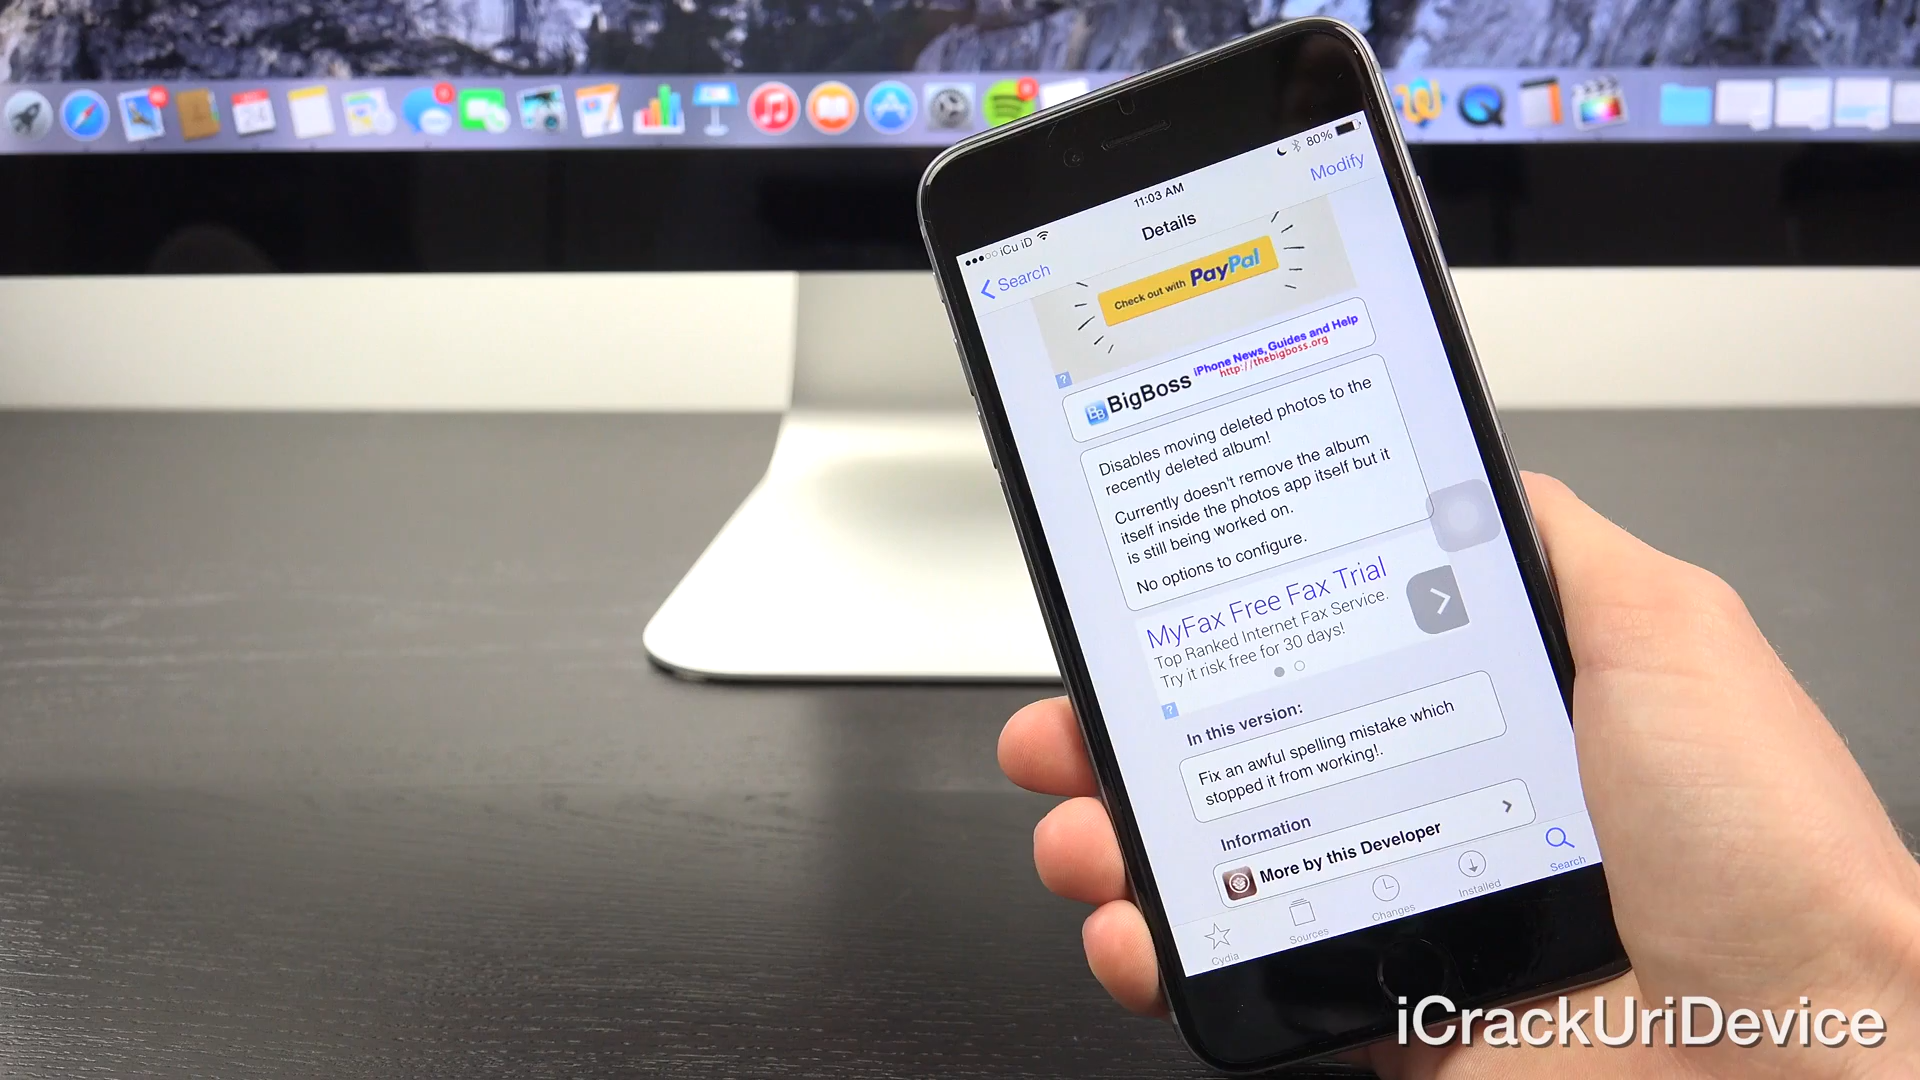 ●●●○○ iCu iD
11:03 AM
80%
Search
Details
Modify
Check out with PayPal
BigBoss
iPhone News, Guides and Help
http://thebigboss.org
Disables moving deleted photos to the
recently deleted album!
Currently doesn't remove the album
itself inside the photos app itself but it
is still being worked on.
No options to configure.
MyFax Free Fax Trial
Top Ranked Internet Fax Service.
Try it risk free for 30 days!
In this version:
Fix an awful spelling mistake which
stopped it from working!.
Information
More by this Developer
Cydia
Sources
Changes
Installed
Search
iCrackUriDevice